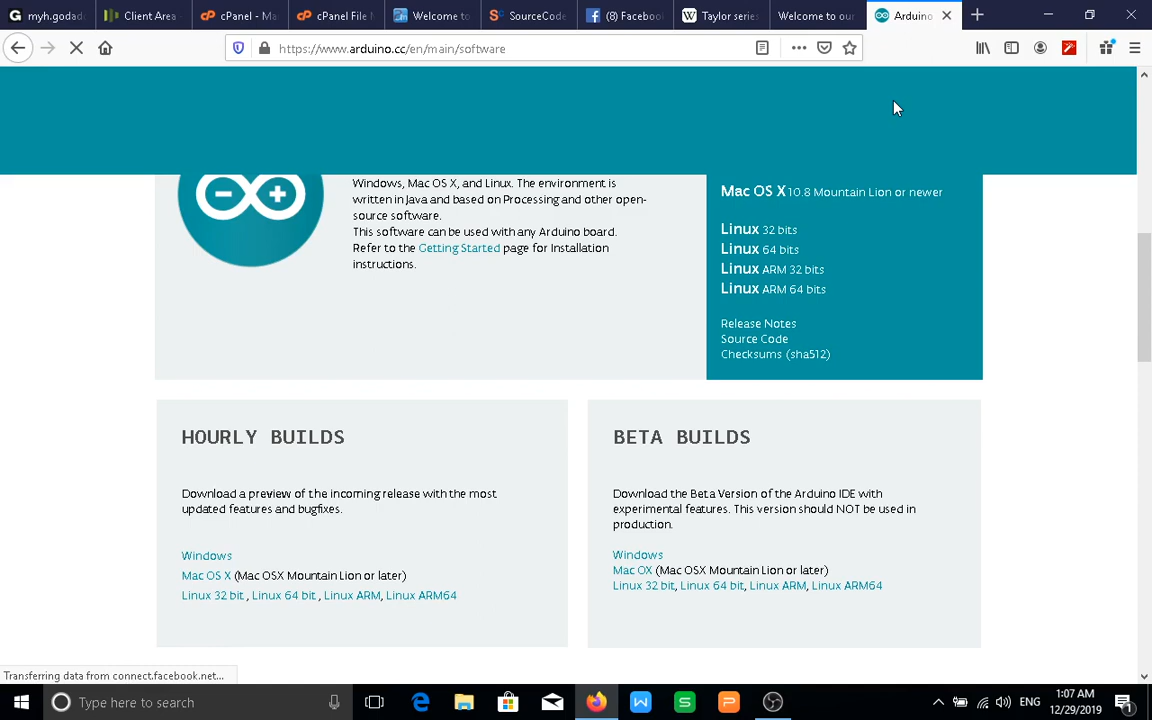 myh.godadd
Client Area
cPanel - Ma
cPanel File M
Welcome to
SourceCode
(8) Facebook
Taylor series
Welcome to our
Arduino
https://www.arduino.cc/en/main/software
Windows, Mac OS X, and Linux. The environment is
written in Java and based on Processing and other open-
source software.
This software can be used with any Arduino board.
Refer to the Getting Started page for Installation
instructions.
Mac OS X 10.8 Mountain Lion or newer
Linux 32 bits
Linux 64 bits
Linux ARM 32 bits
Linux ARM 64 bits
Release Notes
Source Code
Checksums (sha512)
HOURLY BUILDS
Download a preview of the incoming release with the most
updated features and bugfixes.
Windows
Mac OS X (Mac OSX Mountain Lion or later)
Linux 32 bit , Linux 64 bit , Linux ARM, Linux ARM64
BETA BUILDS
Download the Beta Version of the Arduino IDE with
experimental features. This version should NOT be used in
production.
Windows
Mac OX (Mac OSX Mountain Lion or later)
Linux 32 bit, Linux 64 bit, Linux ARM, Linux ARM64
Transferring data from connect.facebook.net...
Type here to search
ENG
1:07 AM
12/29/2019